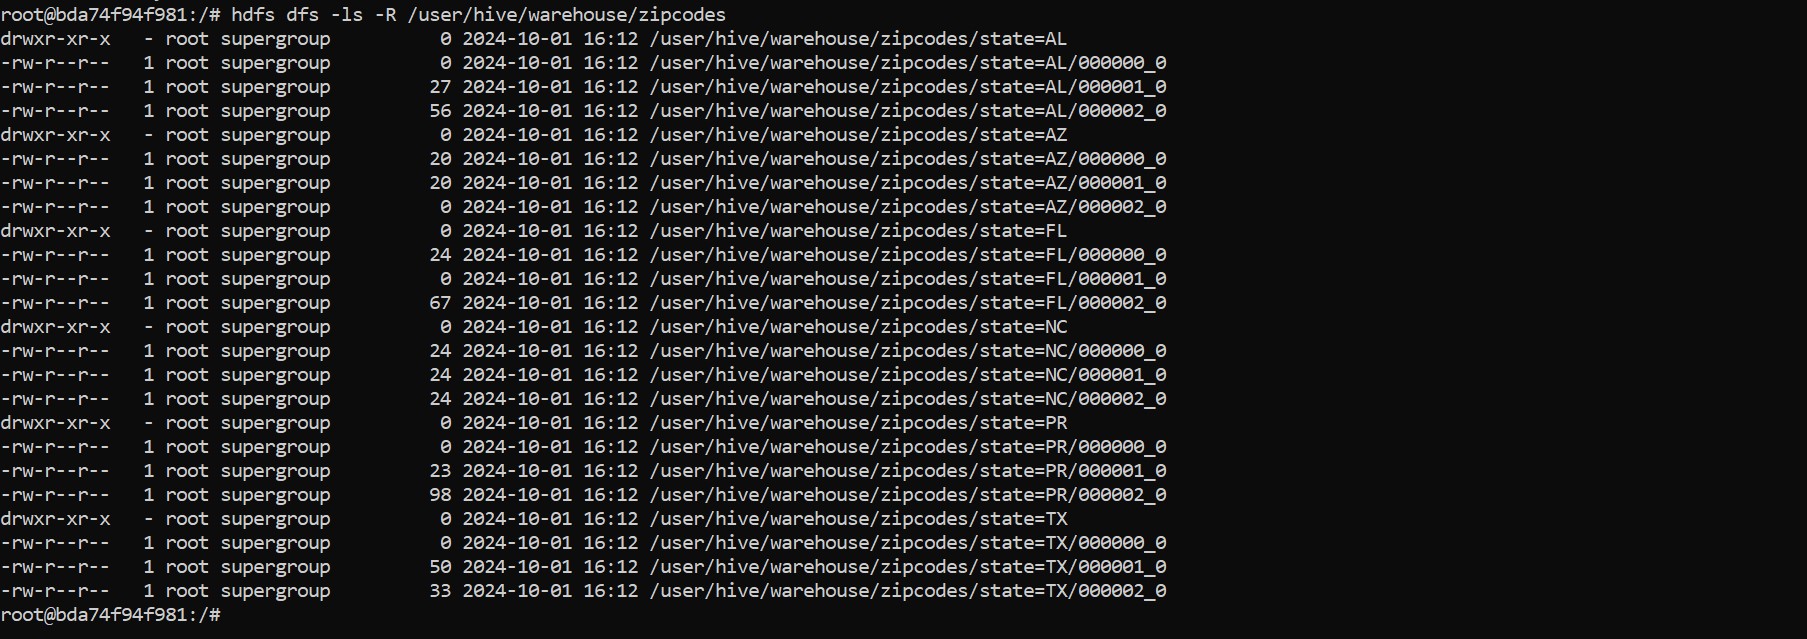 root@bda74f94f981:/# hdfs dfs -ls -R /user/hive/warehouse/zipcodes
drwxr-xr-x   - root supergroup          0 2024-10-01 16:12 /user/hive/warehouse/zipcodes/state=AL
-rw-r--r--   1 root supergroup          0 2024-10-01 16:12 /user/hive/warehouse/zipcodes/state=AL/000000_0
-rw-r--r--   1 root supergroup         27 2024-10-01 16:12 /user/hive/warehouse/zipcodes/state=AL/000001_0
-rw-r--r--   1 root supergroup         56 2024-10-01 16:12 /user/hive/warehouse/zipcodes/state=AL/000002_0
drwxr-xr-x   - root supergroup          0 2024-10-01 16:12 /user/hive/warehouse/zipcodes/state=AZ
-rw-r--r--   1 root supergroup         20 2024-10-01 16:12 /user/hive/warehouse/zipcodes/state=AZ/000000_0
-rw-r--r--   1 root supergroup         20 2024-10-01 16:12 /user/hive/warehouse/zipcodes/state=AZ/000001_0
-rw-r--r--   1 root supergroup          0 2024-10-01 16:12 /user/hive/warehouse/zipcodes/state=AZ/000002_0
drwxr-xr-x   - root supergroup          0 2024-10-01 16:12 /user/hive/warehouse/zipcodes/state=FL
-rw-r--r--   1 root supergroup         24 2024-10-01 16:12 /user/hive/warehouse/zipcodes/state=FL/000000_0
-rw-r--r--   1 root supergroup          0 2024-10-01 16:12 /user/hive/warehouse/zipcodes/state=FL/000001_0
-rw-r--r--   1 root supergroup         67 2024-10-01 16:12 /user/hive/warehouse/zipcodes/state=FL/000002_0
drwxr-xr-x   - root supergroup          0 2024-10-01 16:12 /user/hive/warehouse/zipcodes/state=NC
-rw-r--r--   1 root supergroup         24 2024-10-01 16:12 /user/hive/warehouse/zipcodes/state=NC/000000_0
-rw-r--r--   1 root supergroup         24 2024-10-01 16:12 /user/hive/warehouse/zipcodes/state=NC/000001_0
-rw-r--r--   1 root supergroup         24 2024-10-01 16:12 /user/hive/warehouse/zipcodes/state=NC/000002_0
drwxr-xr-x   - root supergroup          0 2024-10-01 16:12 /user/hive/warehouse/zipcodes/state=PR
-rw-r--r--   1 root supergroup          0 2024-10-01 16:12 /user/hive/warehouse/zipcodes/state=PR/000000_0
-rw-r--r--   1 root supergroup         23 2024-10-01 16:12 /user/hive/warehouse/zipcodes/state=PR/000001_0
-rw-r--r--   1 root supergroup         98 2024-10-01 16:12 /user/hive/warehouse/zipcodes/state=PR/000002_0
drwxr-xr-x   - root supergroup          0 2024-10-01 16:12 /user/hive/warehouse/zipcodes/state=TX
-rw-r--r--   1 root supergroup          0 2024-10-01 16:12 /user/hive/warehouse/zipcodes/state=TX/000000_0
-rw-r--r--   1 root supergroup         50 2024-10-01 16:12 /user/hive/warehouse/zipcodes/state=TX/000001_0
-rw-r--r--   1 root supergroup         33 2024-10-01 16:12 /user/hive/warehouse/zipcodes/state=TX/000002_0
root@bda74f94f981:/#